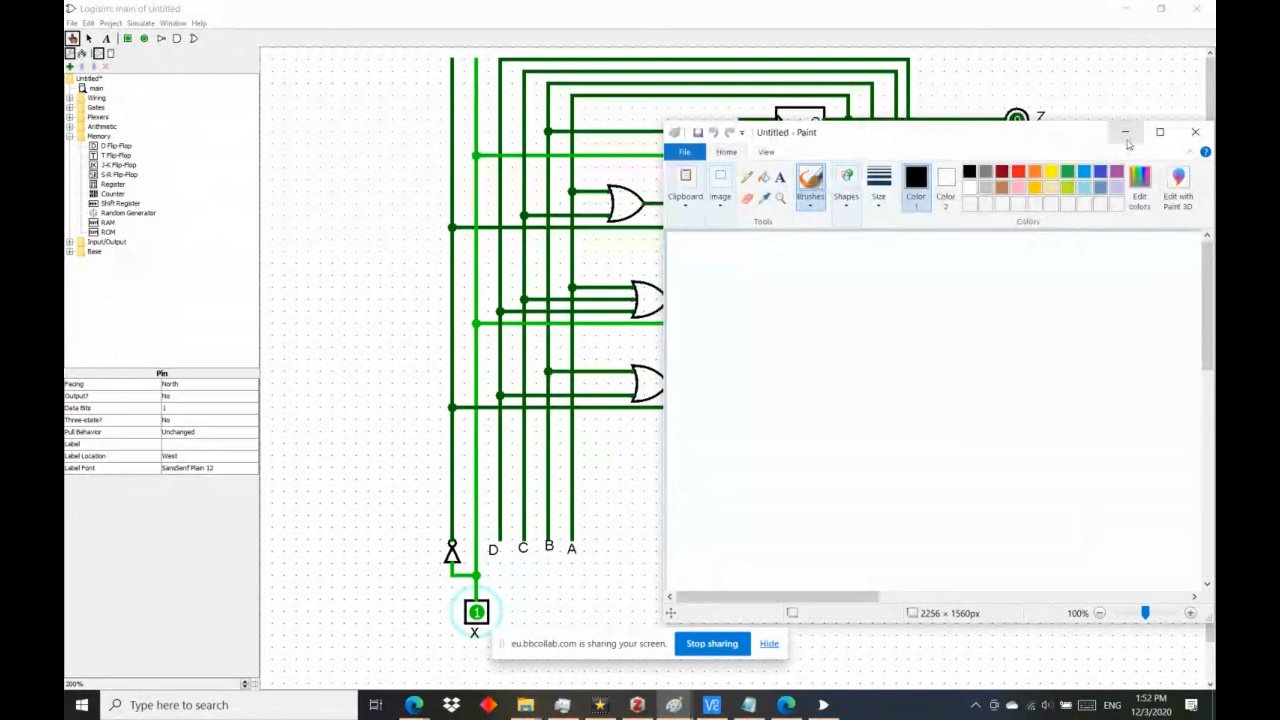 Logisim: main of Untitled
File Edit Project Simulate Window Help
Untitled*
main
Wiring
Gates
Plexers
Arithmetic
Memory
D Flip-Flop
T Flip-Flop
J-K Flip-Flop
S-R Flip-Flop
Register
Counter
Shift Register
Random Generator
RAM
ROM
Input/Output
Base
Pin
Facing North
Output? No
Data Bits 1
Three-state? No
Pull Behavior Unchanged
Label
Label Location West
Label Font SansSerif Plain 12
200%
Z
D C B A
1
X
Untitled - Paint
File Home View
Clipboard
Image
Tools
Brushes
Shapes
Size
Color 1
Color 2
Edit colors
Edit with Paint 3D
Colors
2256 × 1560px
100%
eu.bbcollab.com is sharing your screen.
Stop sharing
Hide
Type here to search
ENG
1:52 PM
12/3/2020